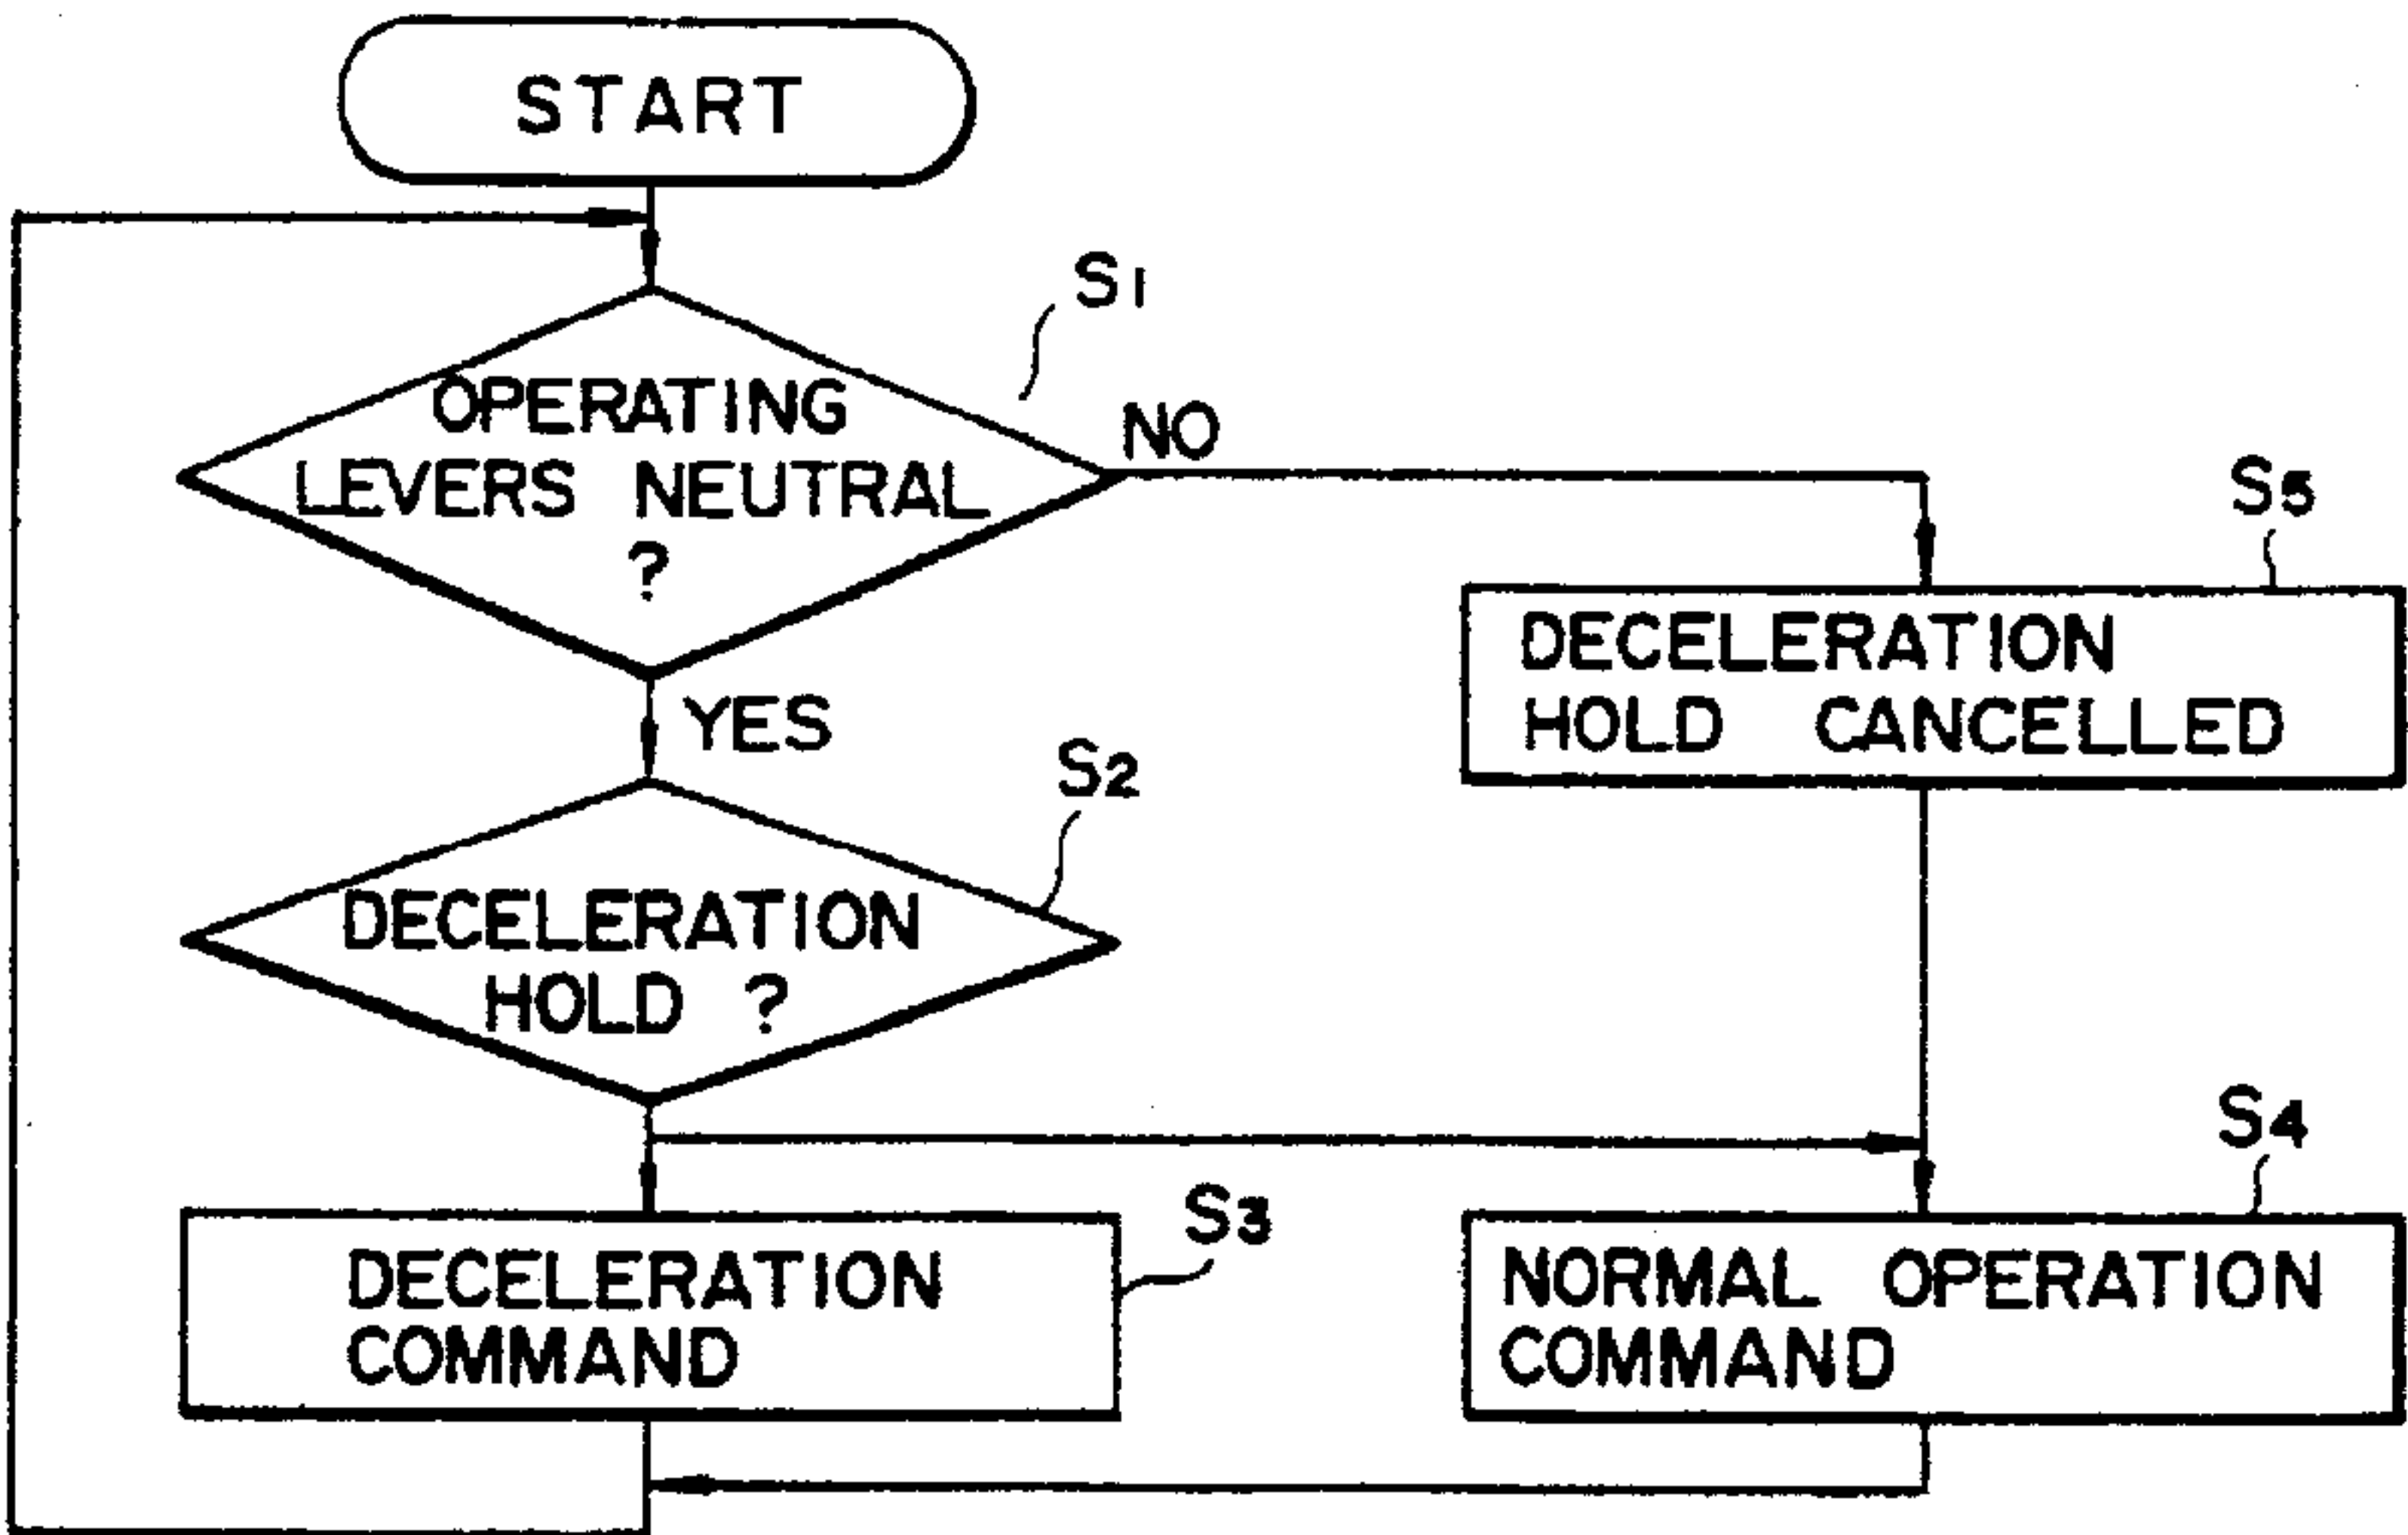 START
S1
OPERATING
LEVERS NEUTRAL
?
NO
YES
S5
DECELERATION
HOLD CANCELLED
S2
DECELERATION
HOLD ?
S3
DECELERATION
COMMAND
S4
NORMAL OPERATION
COMMAND